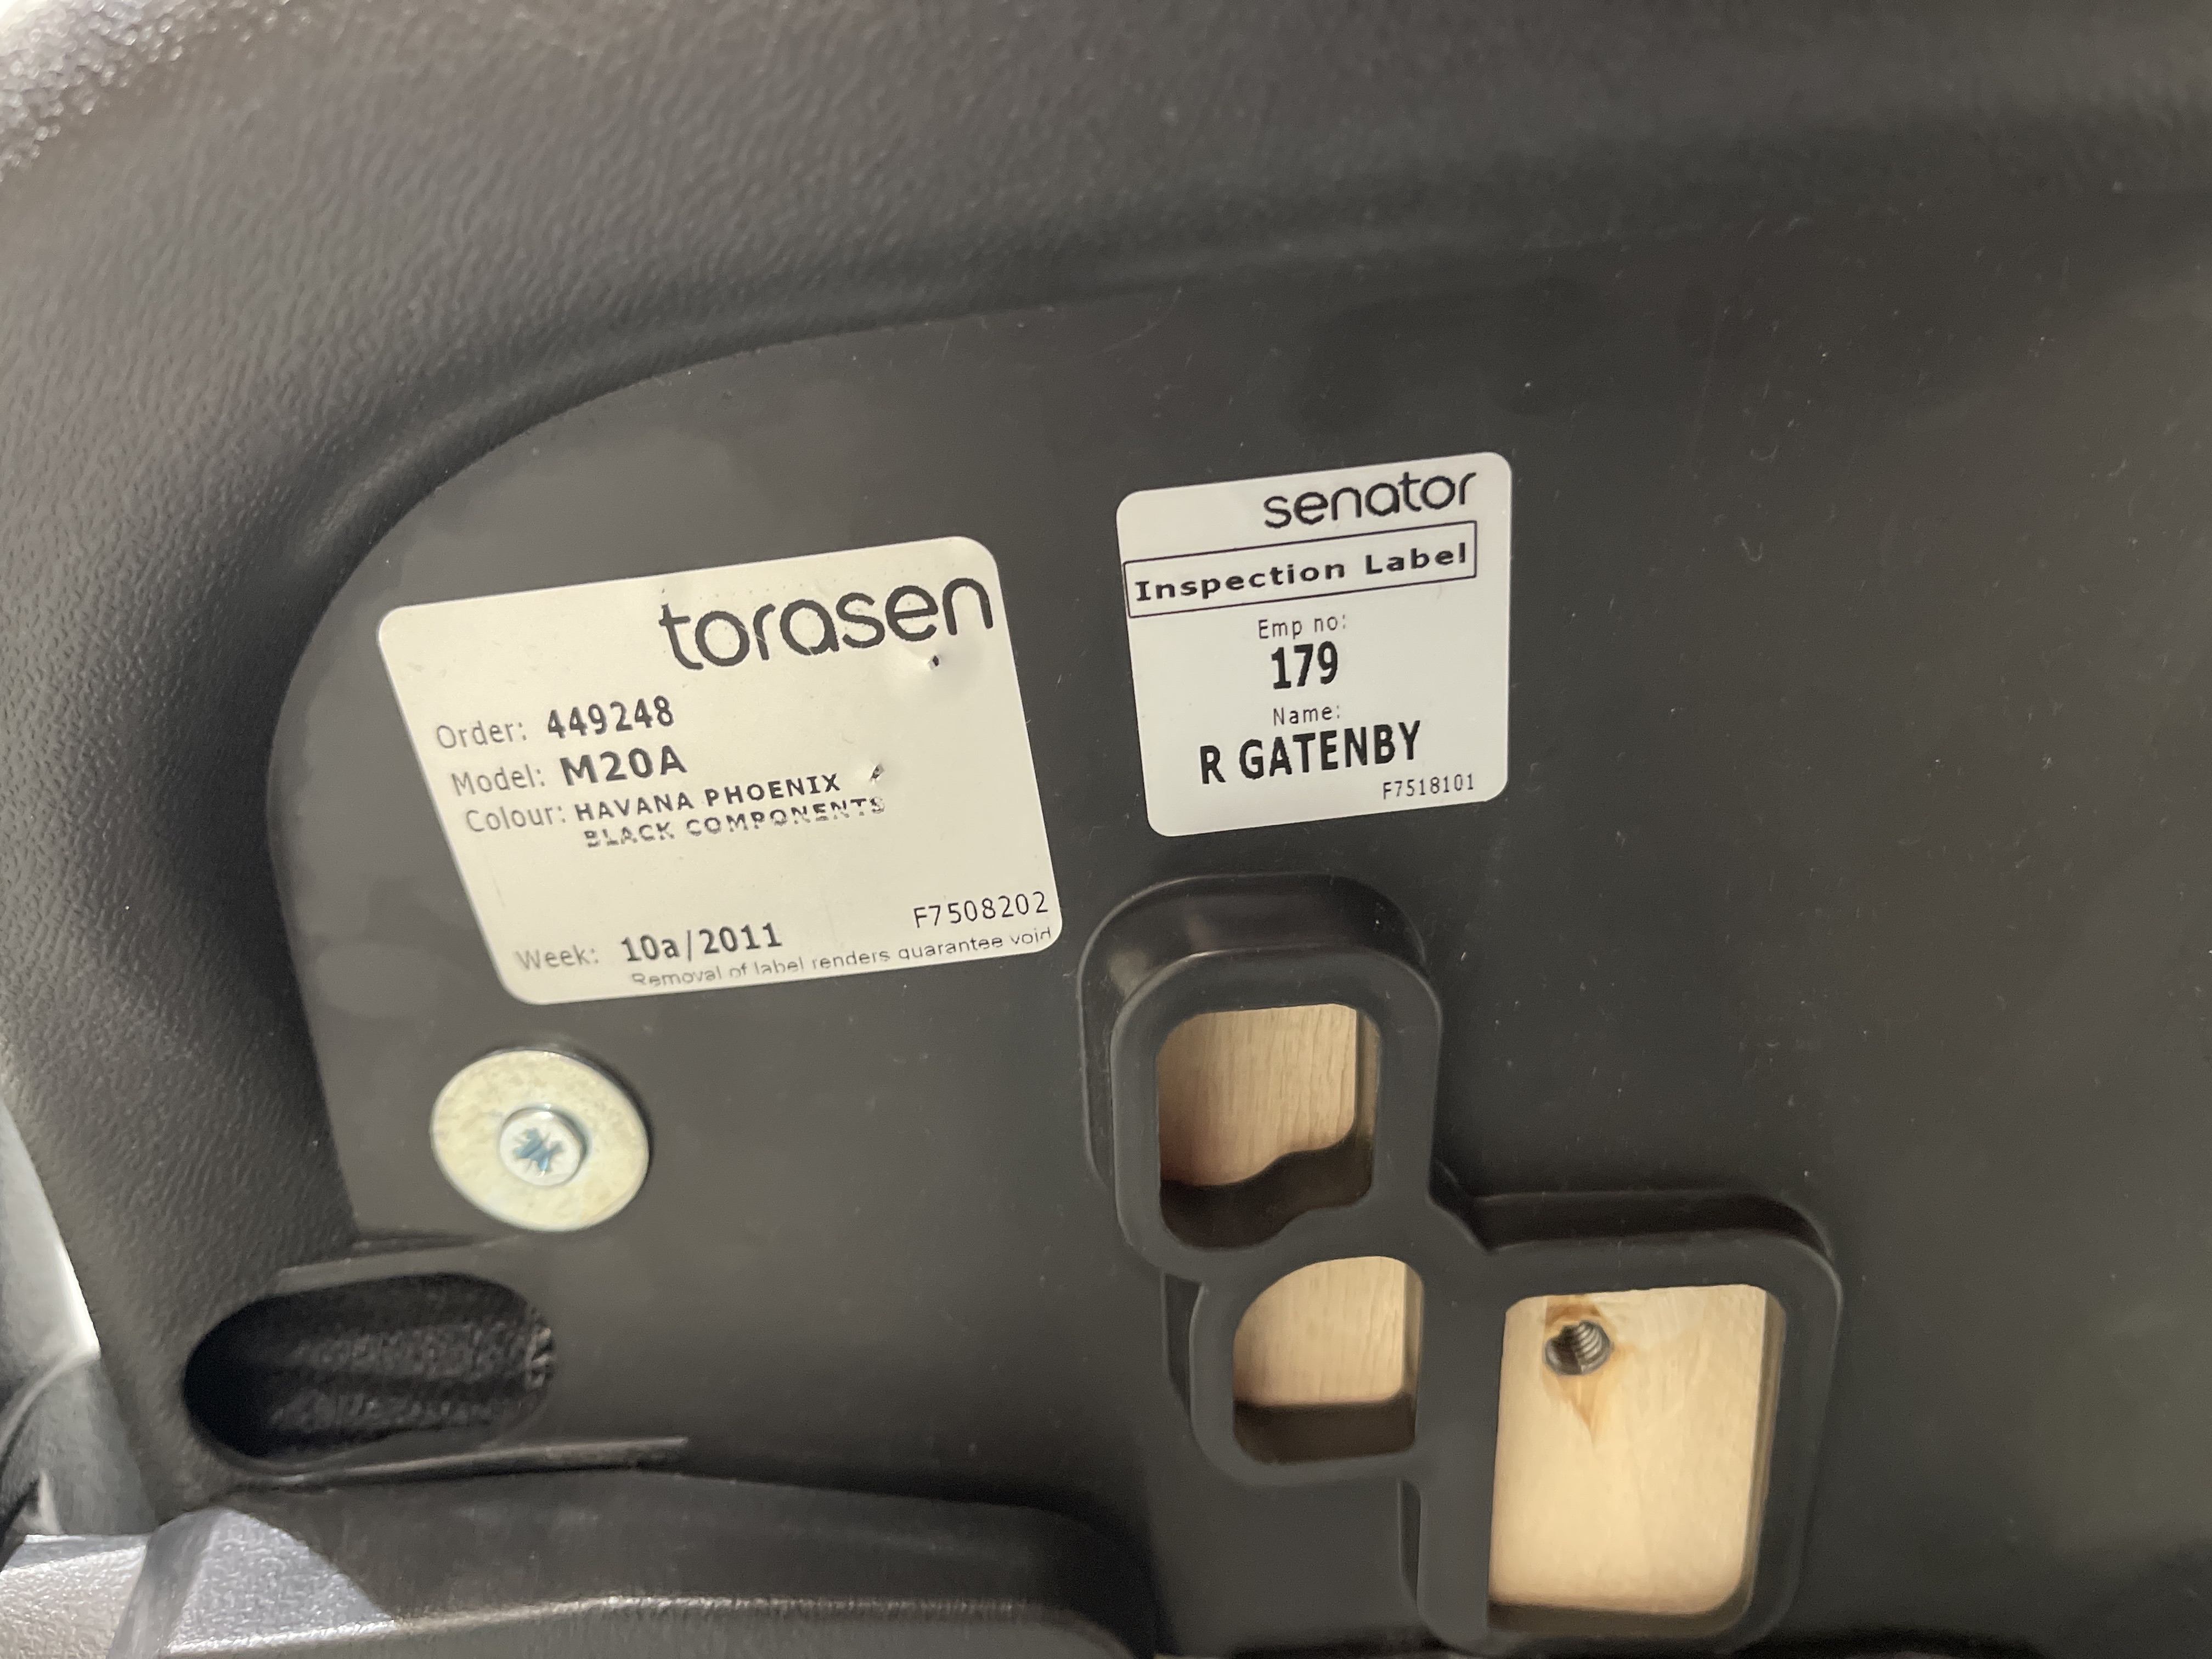 torasen
Order: 449248
Model: M20A
Colour: HAVANA PHOENIX
BLACK COMPONENTS
F7508202
Week: 10a/2011
Removal of label renders guarantee void
senator
Inspection Label
Emp no:
179
Name:
R GATENBY
F7518101